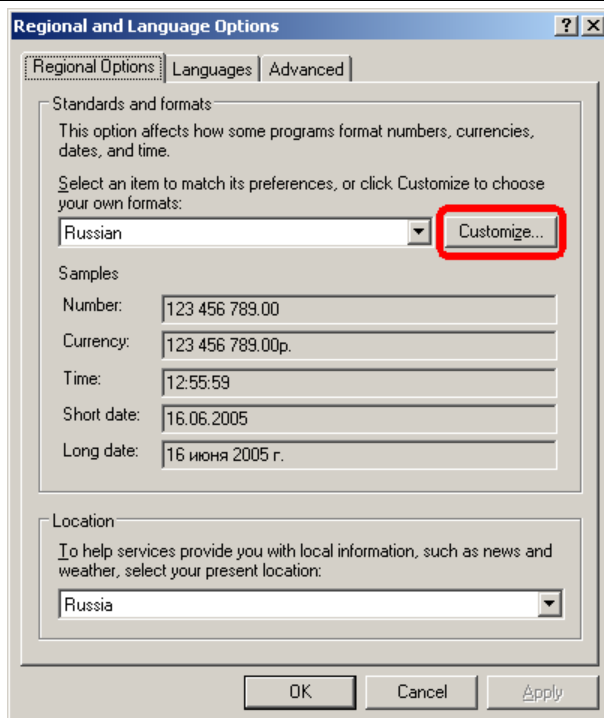 Regional and Language Options
Regional Options Languages Advanced
Standards and formats
This option affects how some programs format numbers, currencies,
dates, and time.
Select an item to match its preferences, or click Customize to choose
your own formats:
Russian Customize...
Samples
Number: 123 456 789.00
Currency: 123 456 789.00р.
Time: 12:55:59
Short date: 16.06.2005
Long date: 16 июня 2005 г.
Location
To help services provide you with local information, such as news and
weather, select your present location:
Russia
OK Cancel Apply